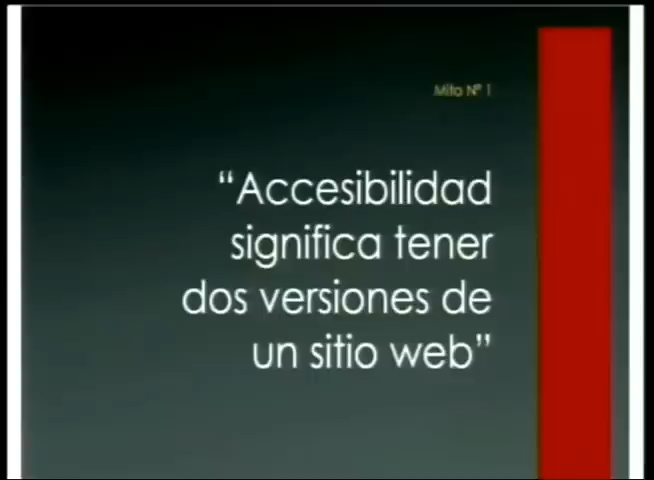 Mito Nº 1
“Accesibilidad
significa tener
dos versiones de
un sitio web”